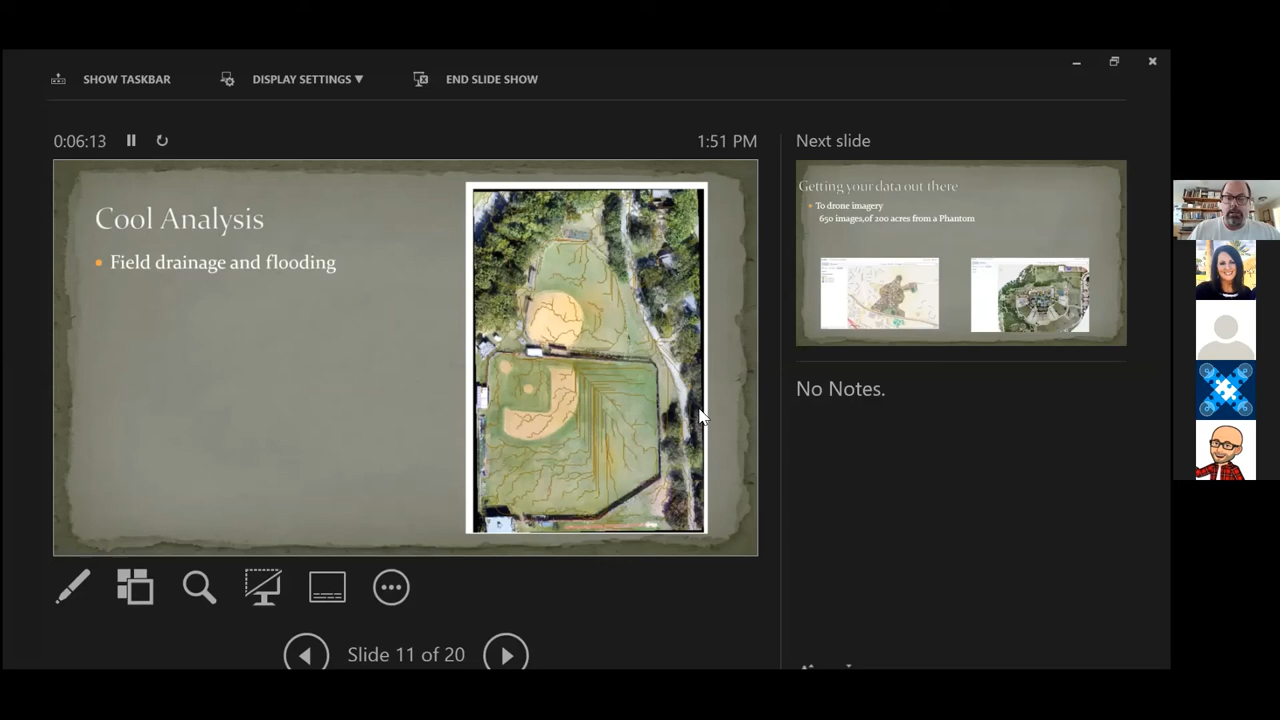 SHOW TASKBAR
DISPLAY SETTINGS ▼
END SLIDE SHOW
0:06:13
1:51 PM
Cool Analysis
• Field drainage and flooding
Next slide
Getting your data out there
• To drone imagery
650 images,of 200 acres from a Phantom
No Notes.
Slide 11 of 20